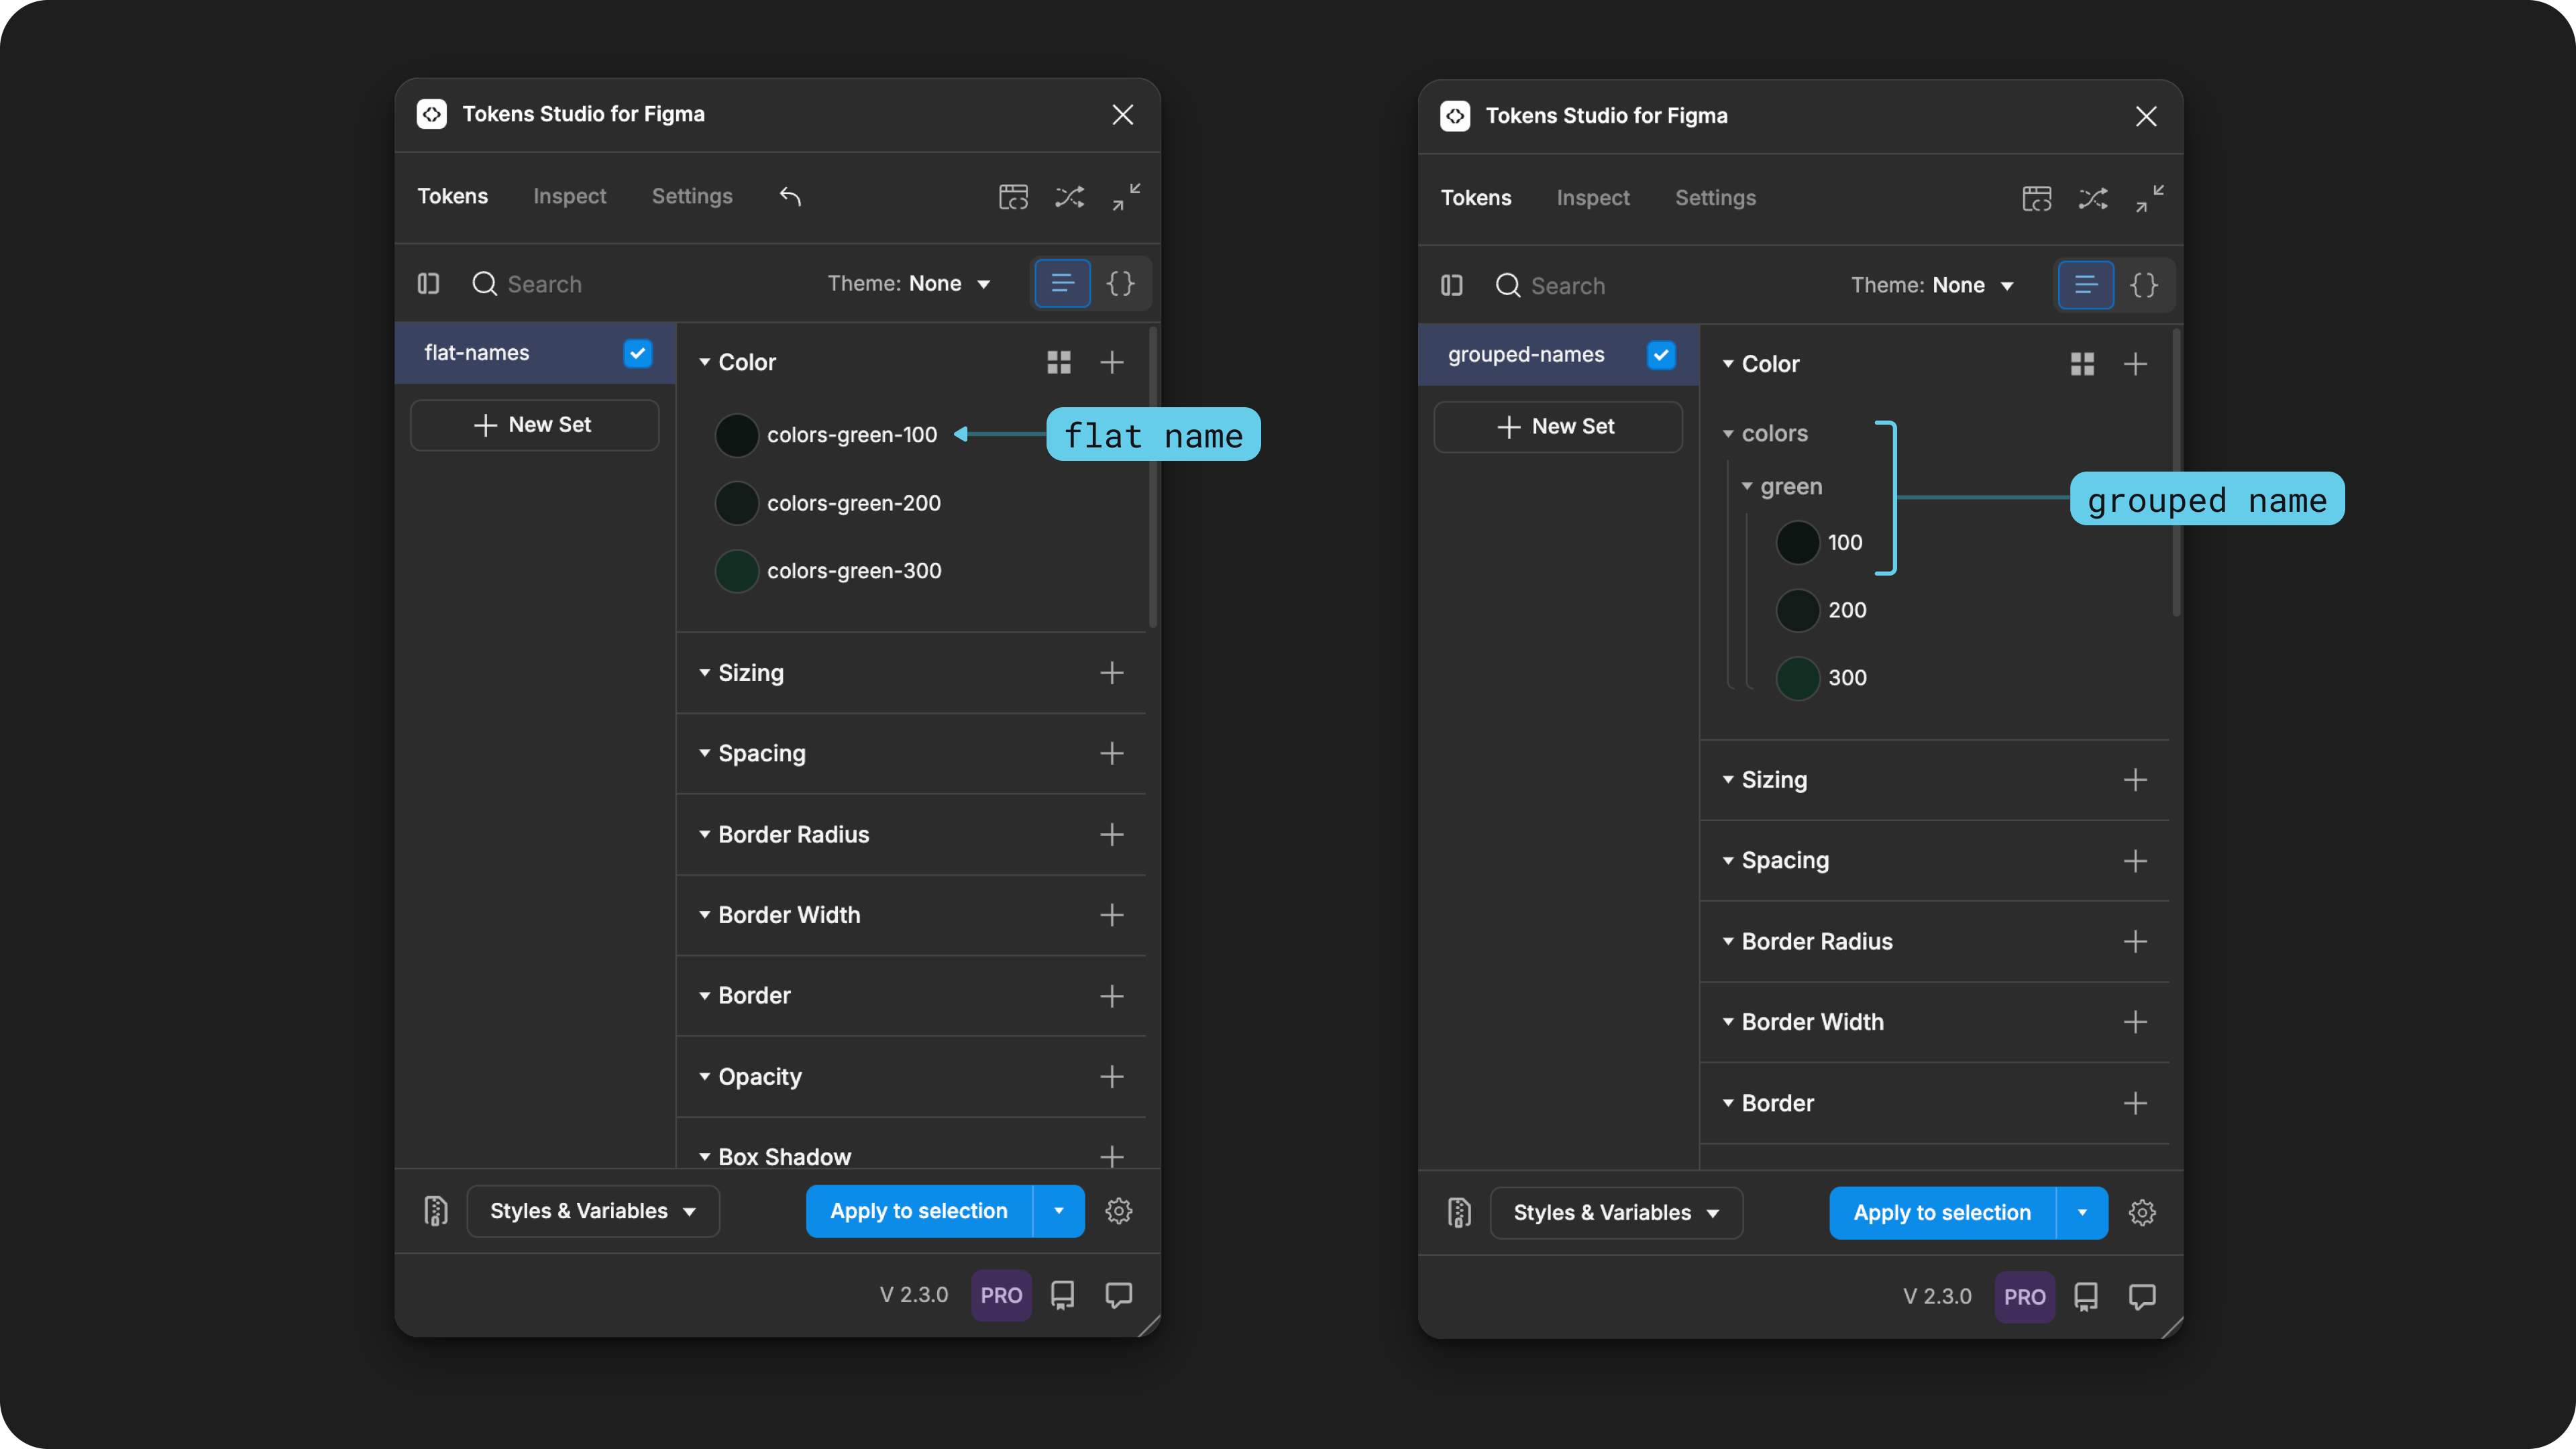 Tokens Studio for Figma
Tokens Inspect Settings
Search Theme: None {}
flat-names
New Set
Color
colors-green-100
flat name
colors-green-200
colors-green-300
Sizing
Spacing
Border Radius
Border Width
Border
Opacity
Box Shadow
Styles & Variables Apply to selection
V 2.3.0 PRO
Tokens Studio for Figma
Tokens Inspect Settings
Search Theme: None {}
grouped-names
New Set
Color
colors
green
grouped name
100
200
300
Sizing
Spacing
Border Radius
Border Width
Border
Styles & Variables Apply to selection
V 2.3.0 PRO